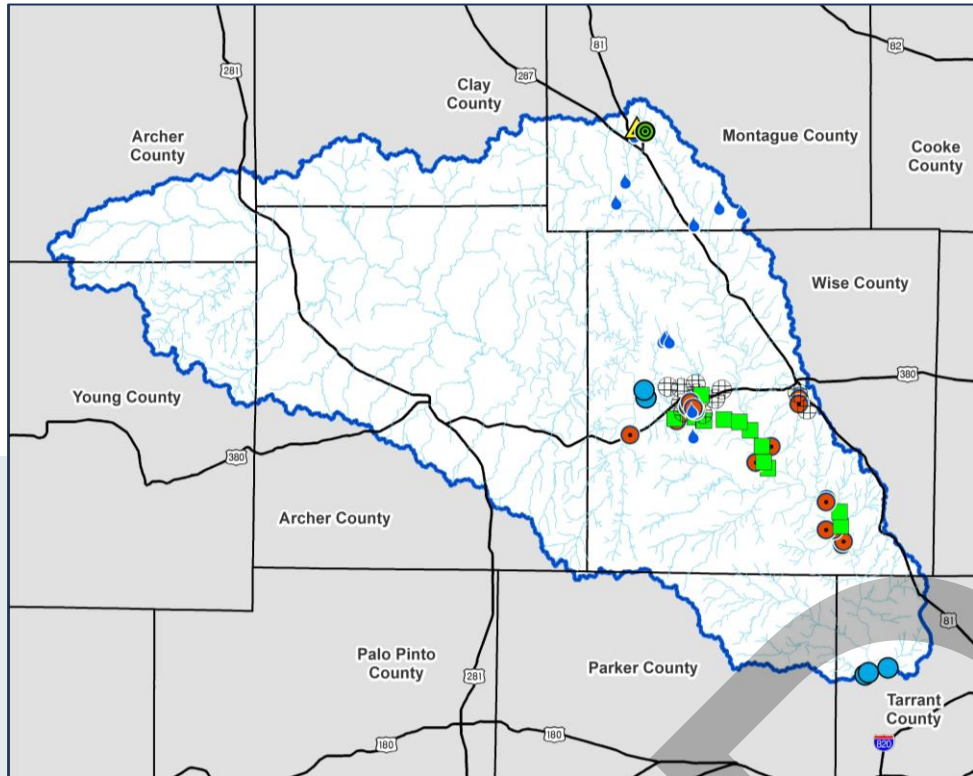 81
82
281
287
Clay
County
Archer
County
Montague County
Cooke
County
Wise County
380
Young County
380
Archer County
81
Palo Pinto
County
Parker County
281
Tarrant
County
180
180
820